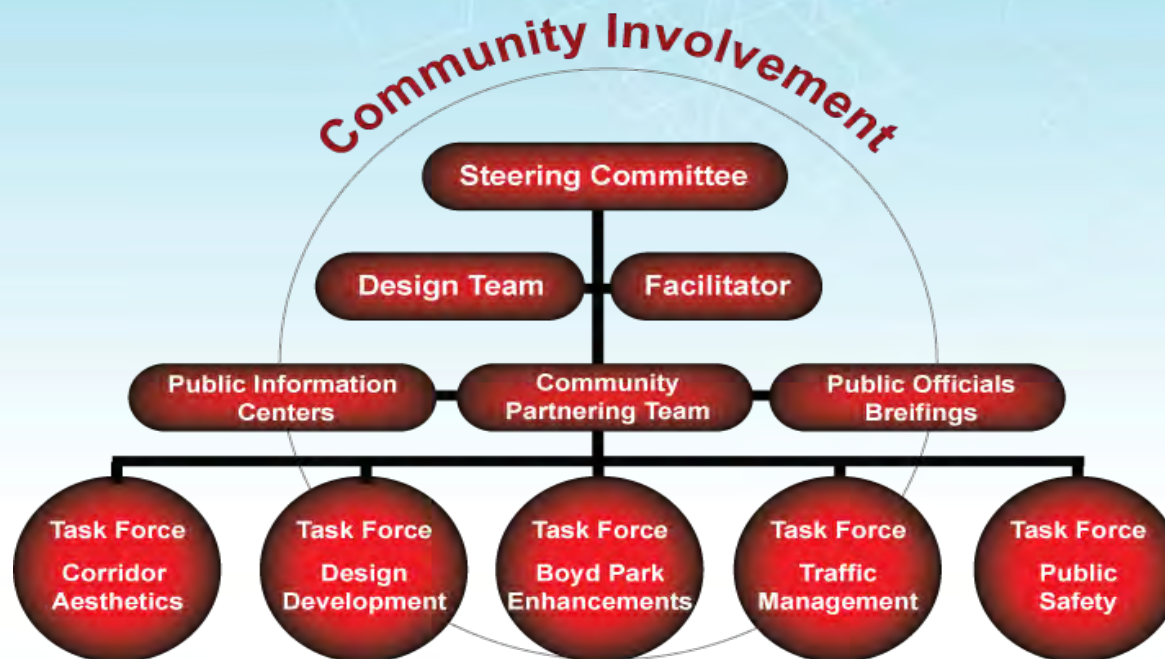 Community Involvement
Steering Committee
Design Team
Facilitator
Public Information
Centers
Community
Partnering Team
Public Officials
Breifings
Task Force
Corridor
Aesthetics
Task Force
Design
Development
Task Force
Boyd Park
Enhancements
Task Force
Traffic
Management
Task Force
Public
Safety